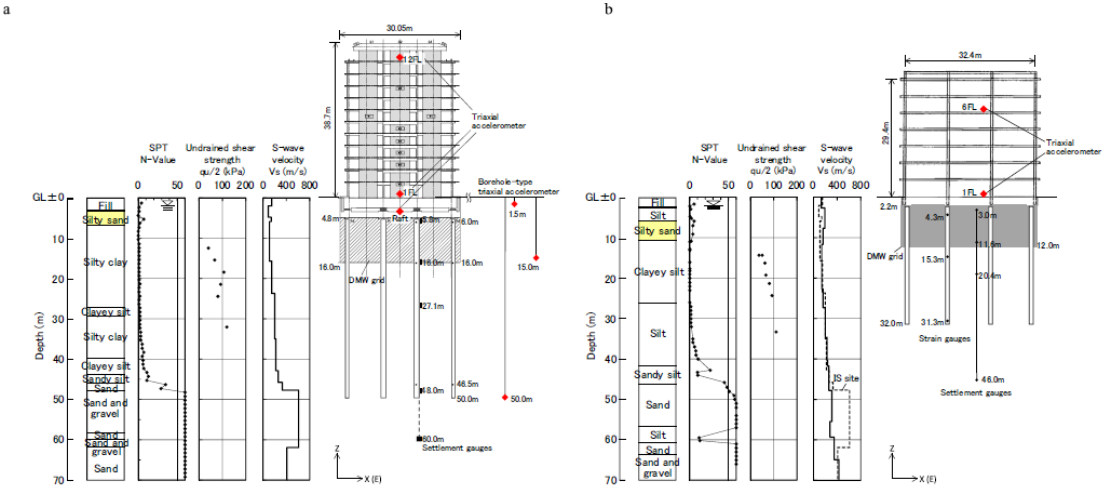 a
30.05m
12FL
38.7m
Triaxial
accelerometer
SPT
N-Value
Undrained shear
strength
qu/2 (kPa)
S-wave
velocity
Vs (m/s)
Borehole-type
triaxial accelerometer
GL±0
0 50
0 100 200
0 400 800
1FL
Fill
Silty sand
4.8m
Raft
6.0m
15m
10
Silty clay
16.0m
16.0m
16.0m
15.0m
DMW grid
20
Clayey silt
27.1m
30
Silty clay
Depth (m)
40
Clayey silt
Sandy silt
Sand
46.5m
48.0m
50
50.0m
50.0m
Sand and
gravel
Sand
Sand and
gravel
60
60.0m
Settlement gauges
Sand
70
Z
X (E)
b
32.4m
6FL
29.4m
Triaxial
accelerometer
SPT
N-Value
Undrained shear
strength
qu/2 (kPa)
S-wave
velocity
Vs (m/s)
GL±0
0 50
0 100 200
0 400 800
1FL
Fill
2.2m
Silt
4.3m
3.0m
Silty sand
10
11.6m
12.0m
DMW grid
15.3m
Clayey silt
20
20.4m
30
31.3m
32.0m
Silt
Strain gauges
Depth (m)
40
Sandy silt
IS site
46.0m
Settlement gauges
50
Sand
Silt
60
Sand
Sand and
gravel
70
Z
X (E)